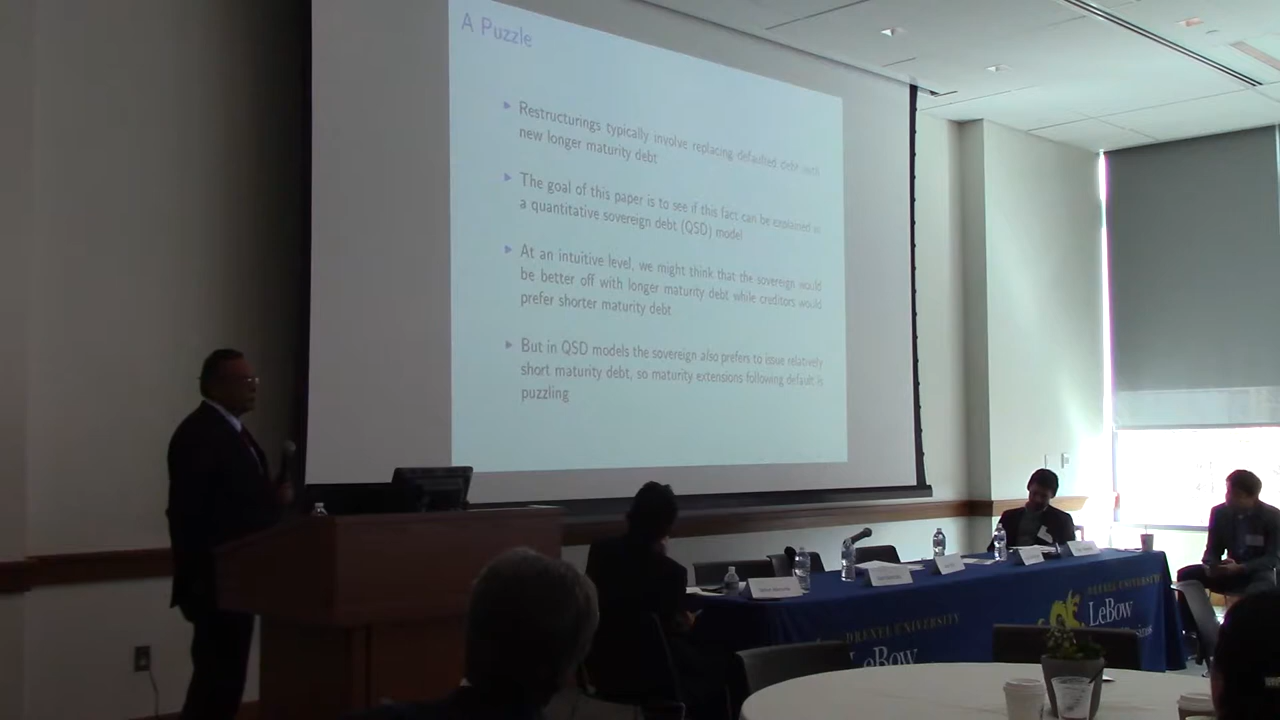 A Puzzle
Restructurings typically involve replacing defaulted debt with
new longer maturity debt
The goal of this paper is to see if this fact can be explained in
a quantitative sovereign debt (QSD) model
At an intuitive level, we might think that the sovereign would
be better off with longer maturity debt while creditors would
prefer shorter maturity debt
But in QSD models the sovereign also prefers to issue relatively
short maturity debt, so maturity extensions following default is
puzzling
DREXEL UNIVERSITY
LeBow
DREXEL UNIVERSITY
LeBow